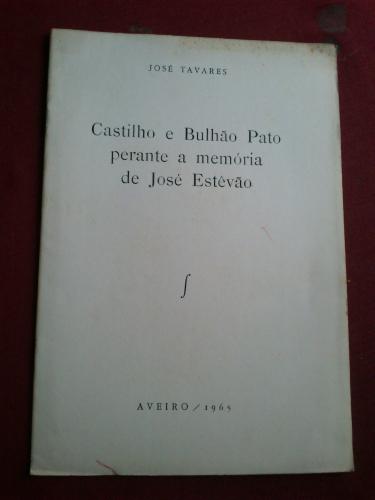 JOSÉ TAVARES
Castilho e Bulhão Pato
perante a memória
de José Estêvão
∫
AVEIRO / 1965